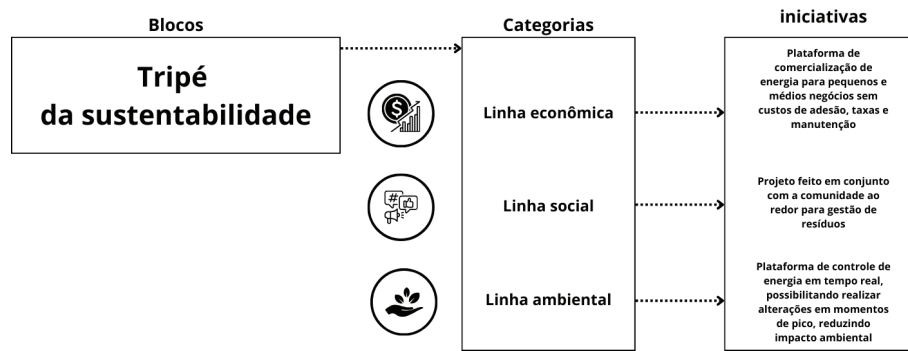 Blocos
Tripé
da sustentabilidade
Categorias
Linha econômica
Linha social
Linha ambiental
iniciativas
Plataforma de
comercialização de
energia para pequenos e
médios negócios sem
custos de adesão, taxas e
manutenção
Projeto feito em conjunto
com a comunidade ao
redor para gestão de
resíduos
Plataforma de controle de
energia em tempo real,
possibilitando realizar
alterações em momentos
de pico, reduzindo
impacto ambiental
$
#